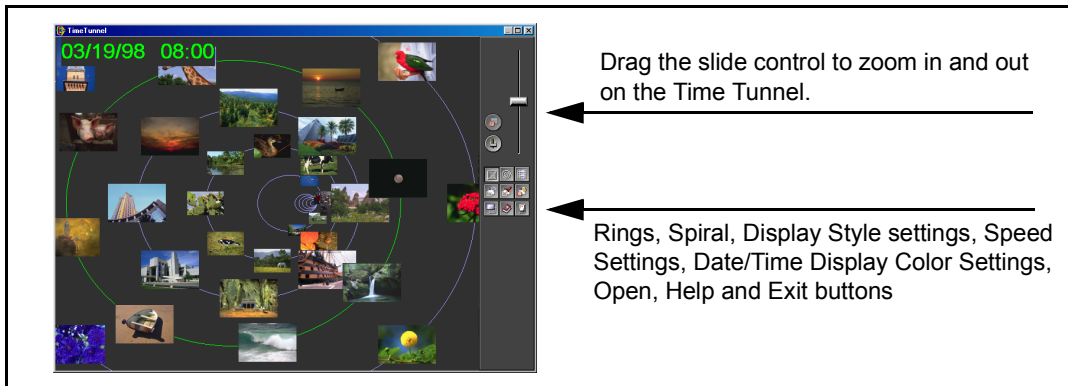 TimeTunnel
03/19/98 08:00
Drag the slide control to zoom in and out
on the Time Tunnel.
Rings, Spiral, Display Style settings, Speed
Settings, Date/Time Display Color Settings,
Open, Help and Exit buttons